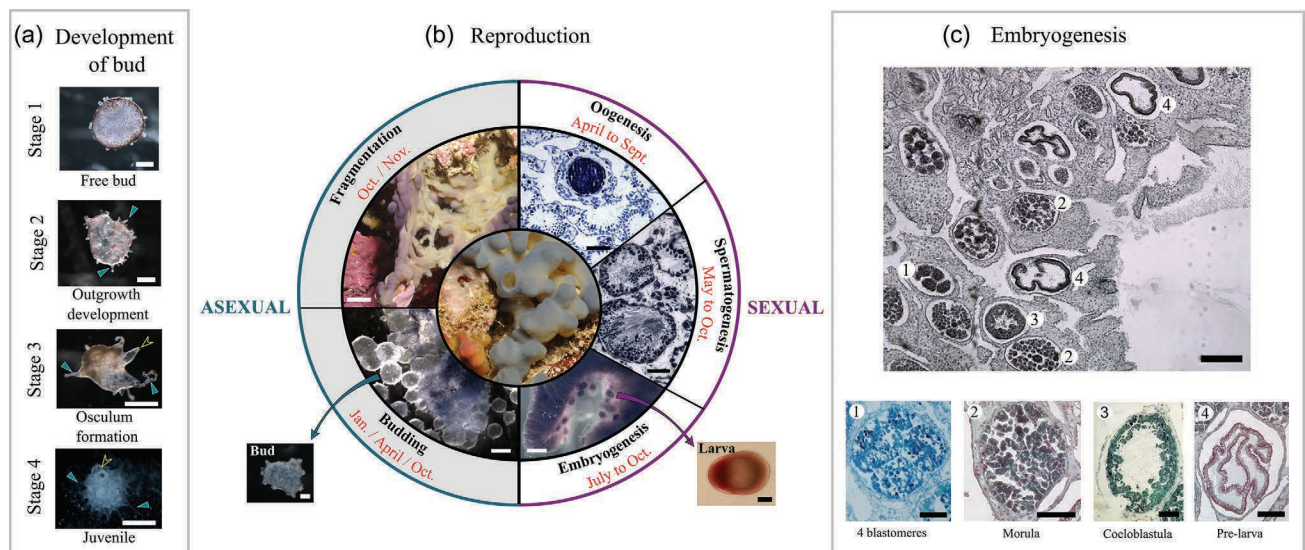 (a) Development
of bud
Stage 1
Free bud
Stage 2
Outgrowth
development
Stage 3
Osculum
formation
Stage 4
Juvenile
(b) Reproduction
ASEXUAL
SEXUAL
Fragmentation
Oct. / Nov.
Oogenesis
April to Sept.
Spermatogenesis
May to Oct.
Embryogenesis
July to Oct.
Budding
Jan. / April / Oct.
Bud
Larva
(c) Embryogenesis
4
2
1
4
3
2
1
4 blastomeres
2
Morula
3
Coeloblastula
4
Pre-larva